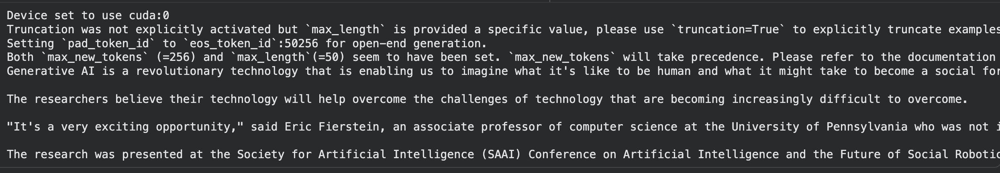 Device set to use cuda:0
Truncation was not explicitly activated but `max_length` is provided a specific value, please use `truncation=True` to explicitly truncate examples
Setting `pad_token_id` to `eos_token_id`:50256 for open-end generation.
Both `max_new_tokens` (=256) and `max_length`(=50) seem to have been set. `max_new_tokens` will take precedence. Please refer to the documentation
Generative AI is a revolutionary technology that is enabling us to imagine what it's like to be human and what it might take to become a social for
The researchers believe their technology will help overcome the challenges of technology that are becoming increasingly difficult to overcome.
"It's a very exciting opportunity," said Eric Fierstein, an associate professor of computer science at the University of Pennsylvania who was not
The research was presented at the Society for Artificial Intelligence (SAAI) Conference on Artificial Intelligence and the Future of Social Robotic